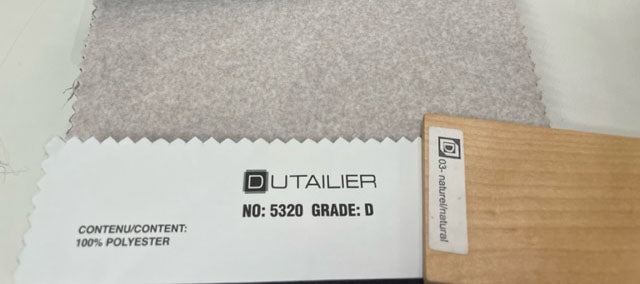 DUTAILIER
NO: 5320 GRADE: D
CONTENU/CONTENT:
100% POLYESTER
D 03- naturel/natural